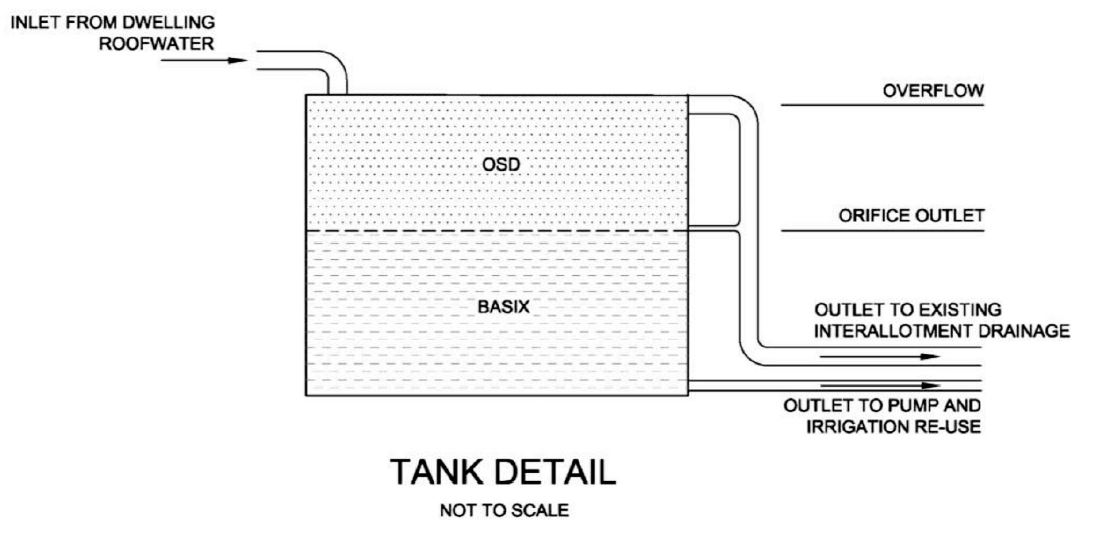 INLET FROM DWELLING
ROOFWATER
OVERFLOW
OSD
ORIFICE OUTLET
BASIX
OUTLET TO EXISTING
INTERALLOTMENT DRAINAGE
OUTLET TO PUMP AND
IRRIGATION RE-USE
TANK DETAIL
NOT TO SCALE